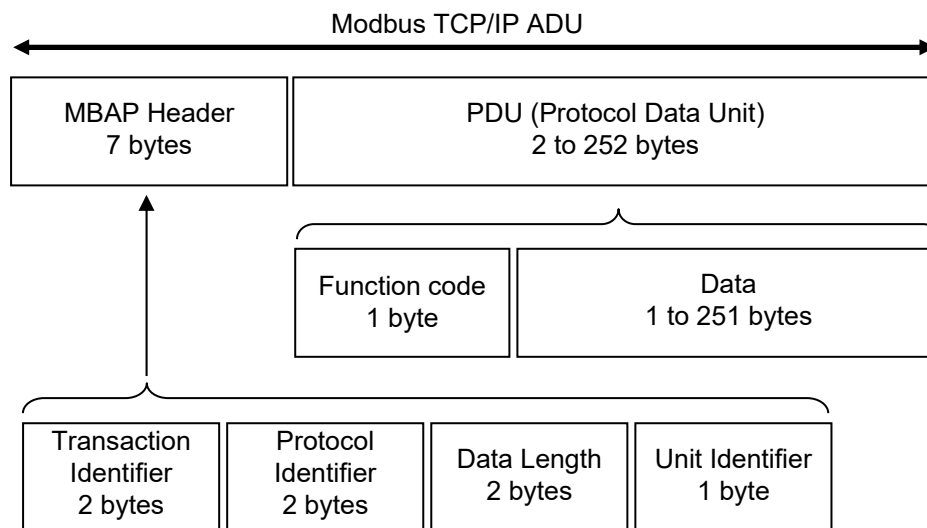 Modbus TCP/IP ADU
MBAP Header
7 bytes
PDU (Protocol Data Unit)
2 to 252 bytes
Function code
1 byte
Data
1 to 251 bytes
Transaction
Identifier
2 bytes
Protocol
Identifier
2 bytes
Data Length
2 bytes
Unit Identifier
1 byte